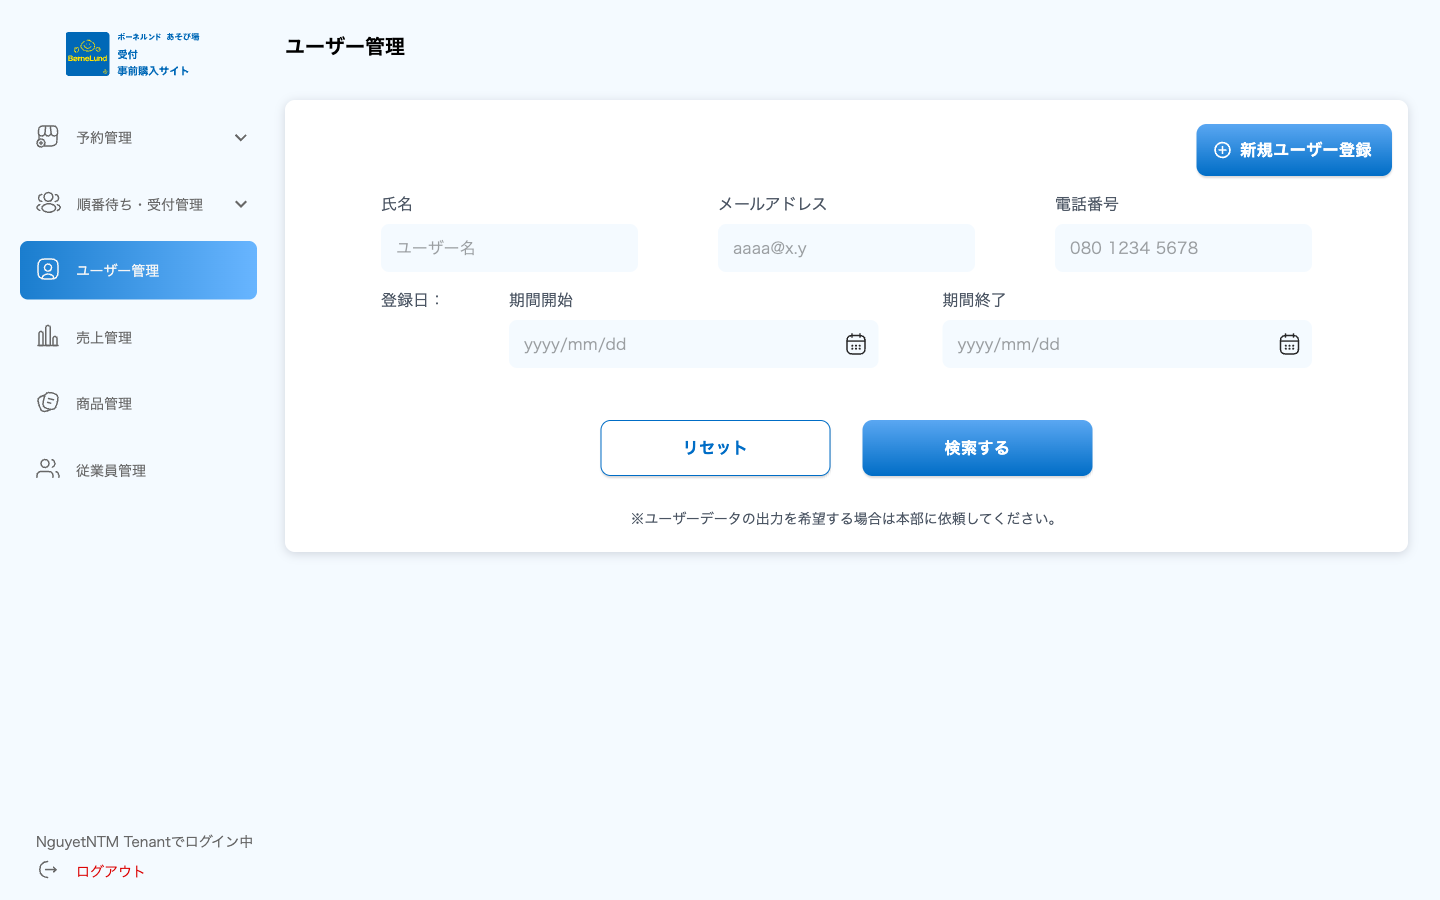 BørneLund
ボーネルンド あそび場
受付
事前購入サイト
予約管理
順番待ち・受付管理
ユーザー管理
売上管理
商品管理
従業員管理
NguyetNTM Tenantでログイン中
ログアウト
ユーザー管理
新規ユーザー登録
氏名
メールアドレス
電話番号
ユーザー名
aaaa@x.y
080 1234 5678
登録日：
期間開始
期間終了
yyyy/mm/dd
yyyy/mm/dd
リセット
検索する
※ユーザーデータの出力を希望する場合は本部に依頼してください。